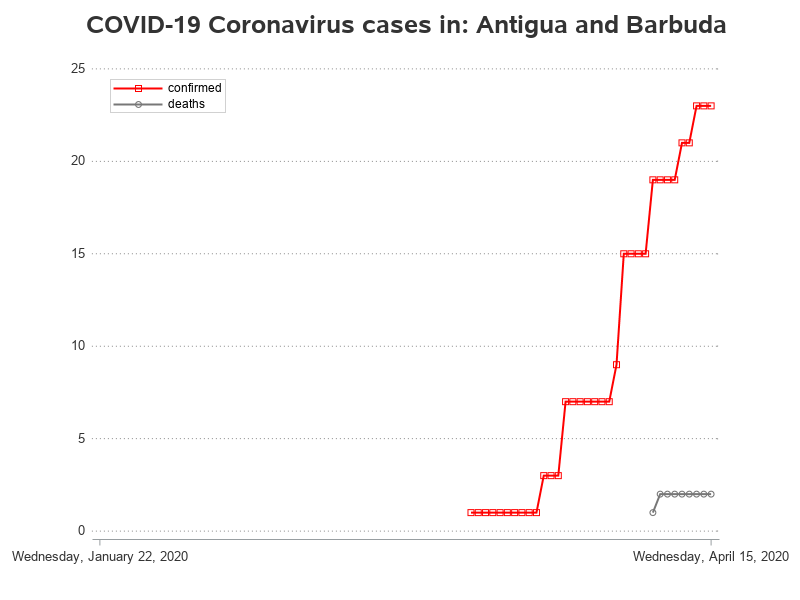 COVID-19 Coronavirus cases in: Antigua and Barbuda
25
confirmed
deaths
20
15
10
5
0
Wednesday, January 22, 2020 Wednesday, April 15, 2020